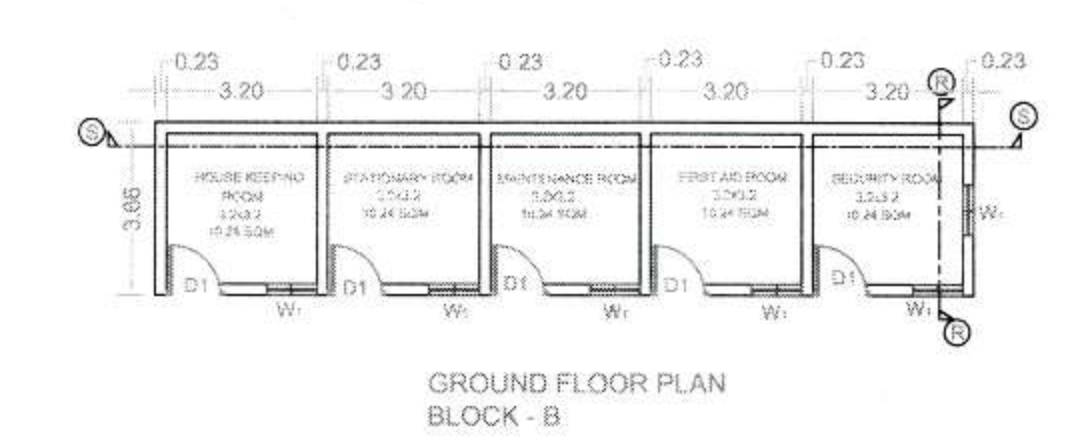 0.23 0.23 0.23 0.23 0.23 0.23
3.20 3.20 3.20 3.20 3.20
R
S S
3.66
HOUSE KEEPING
ROOM
3.2x3.2
10.24 SQM
STATIONARY ROOM
3.2x3.2
10.24 SQM
MAINTENANCE ROOM
3.2x3.2
10.24 SQM
FIRST AID ROOM
3.2x3.2
10.24 SQM
SECURITY ROOM
3.2x3.2
10.24 SQM
W1
D1 D1 D1 D1 D1
W1 W1 W1 W1 W1
R
GROUND FLOOR PLAN
BLOCK - B